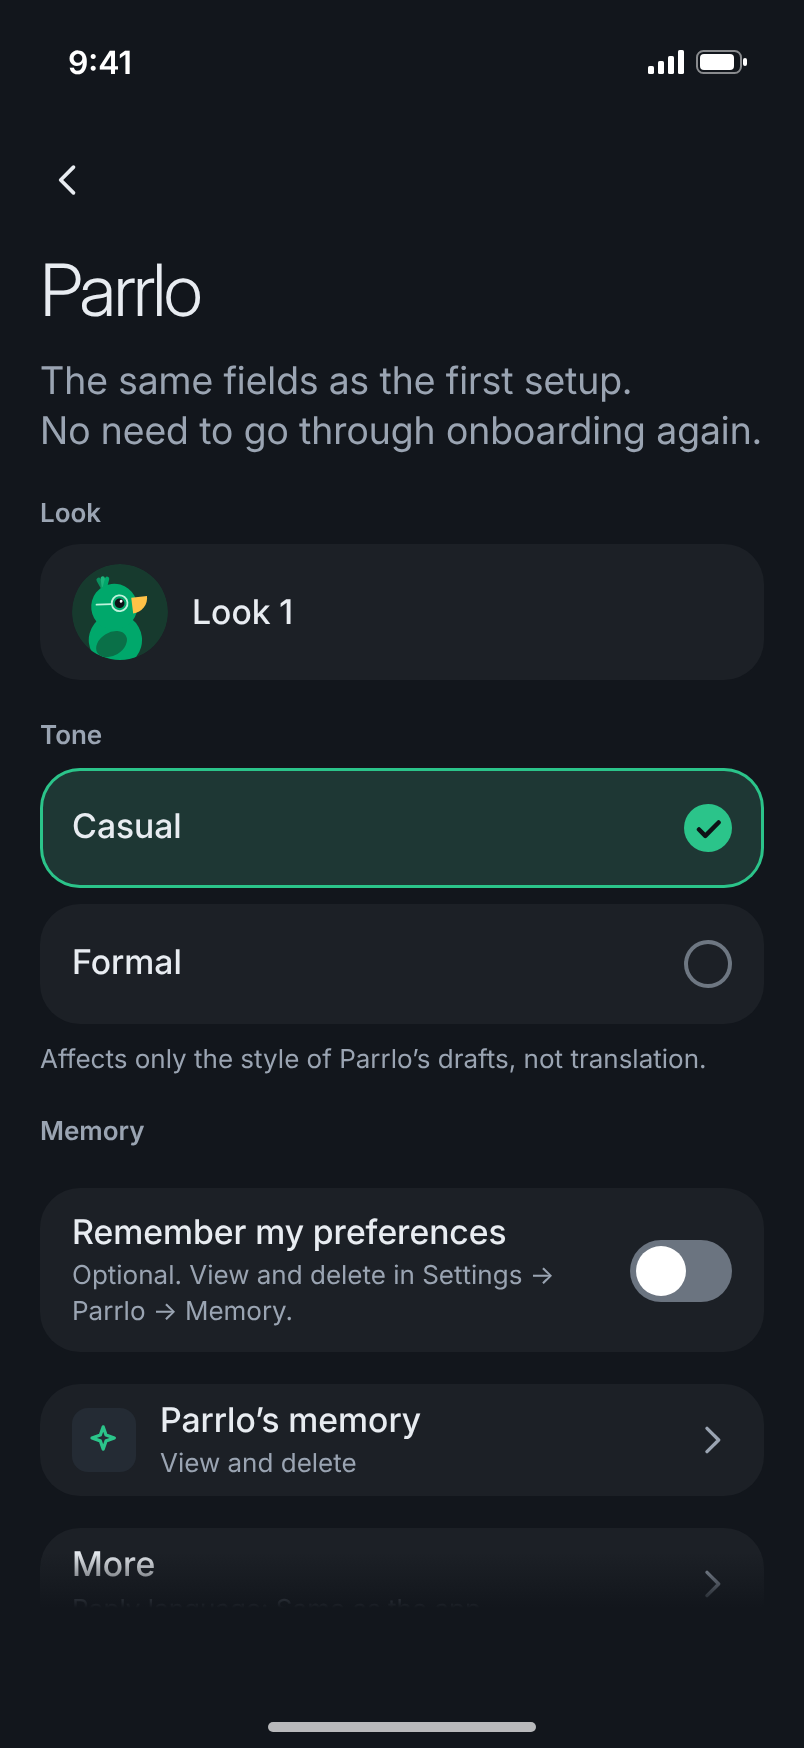 9:41
Parrlo
The same fields as the first setup.
No need to go through onboarding again.
Look
Look 1
Tone
Casual
Formal
Affects only the style of Parrlo’s drafts, not translation.
Memory
Remember my preferences
Optional. View and delete in Settings →
Parrlo → Memory.
Parrlo’s memory
View and delete
More